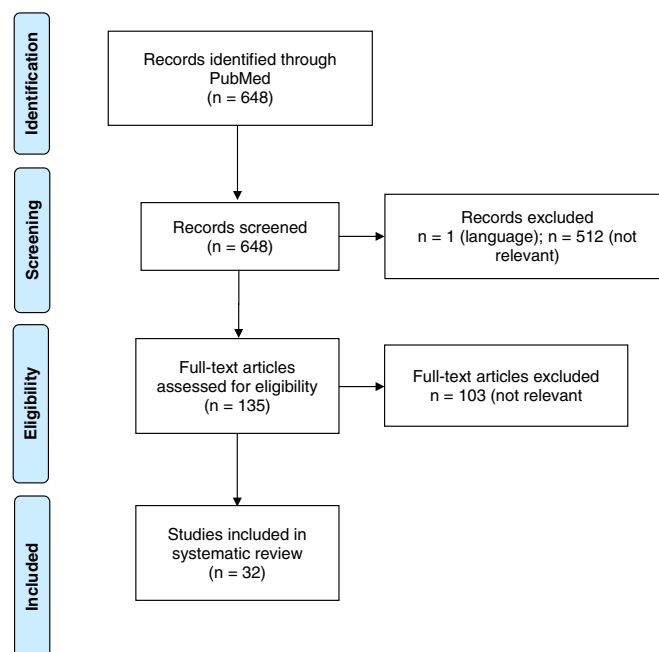 Identification
Records identified through
PubMed
(n = 648)
Screening
Records screened
(n = 648)
Records excluded
n = 1 (language); n = 512 (not
relevant)
Eligibility
Full-text articles
assessed for eligibility
(n = 135)
Full-text articles excluded
n = 103 (not relevant
Included
Studies included in
systematic review
(n = 32)